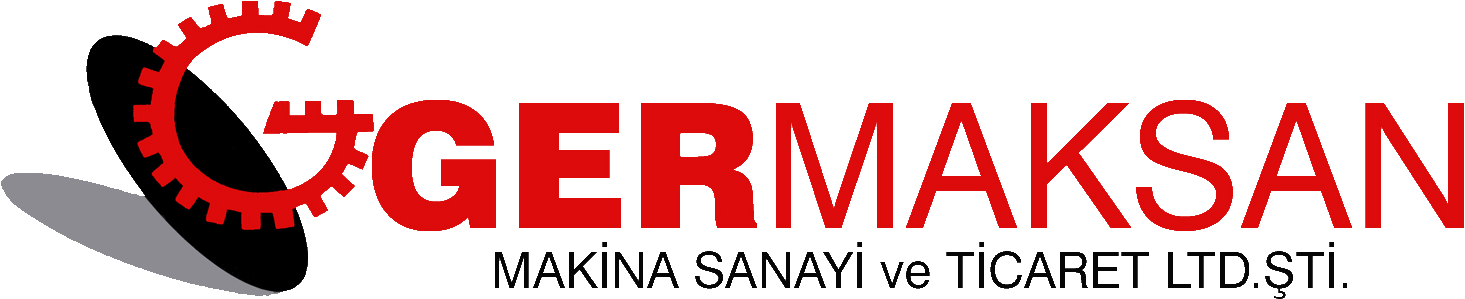 GERMAKSAN
MAKİNA SANAYİ ve TİCARET LTD.ŞTİ.